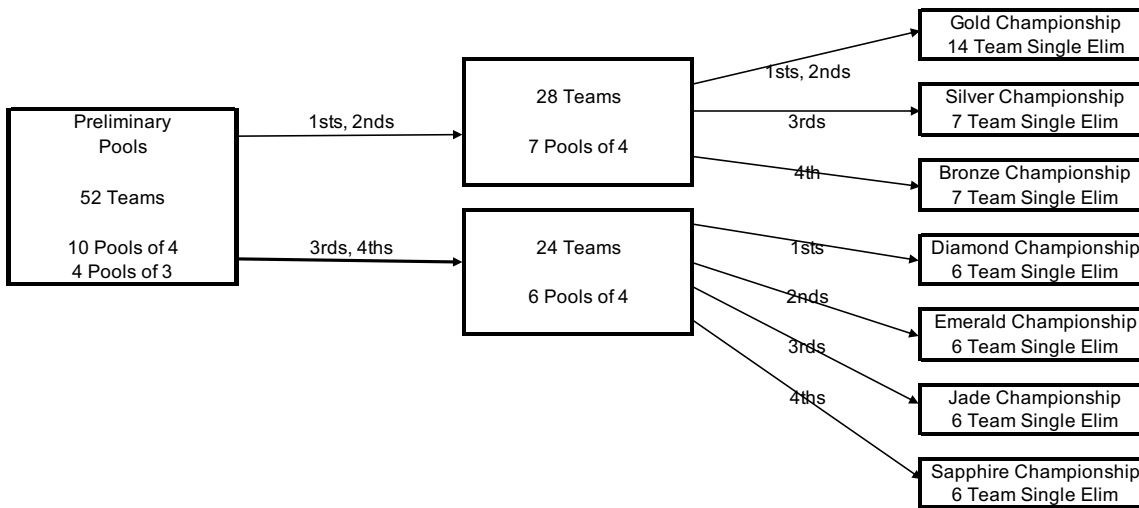 Preliminary
Pools
52 Teams
10 Pools of 4
4 Pools of 3
1sts, 2nds
3rds, 4ths
28 Teams
7 Pools of 4
24 Teams
6 Pools of 4
1sts, 2nds
3rds
4th
1sts
2nds
3rds
4ths
Gold Championship
14 Team Single Elim
Silver Championship
7 Team Single Elim
Bronze Championship
7 Team Single Elim
Diamond Championship
6 Team Single Elim
Emerald Championship
6 Team Single Elim
Jade Championship
6 Team Single Elim
Sapphire Championship
6 Team Single Elim